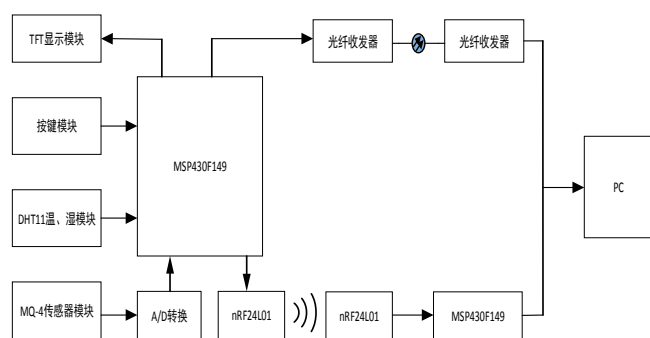 TFT显示模块
光纤收发器
光纤收发器
按键模块
MSP430F149
PC
DHT11温、湿模块
MQ-4传感器模块
A/D转换
nRF24L01
nRF24L01
MSP430F149